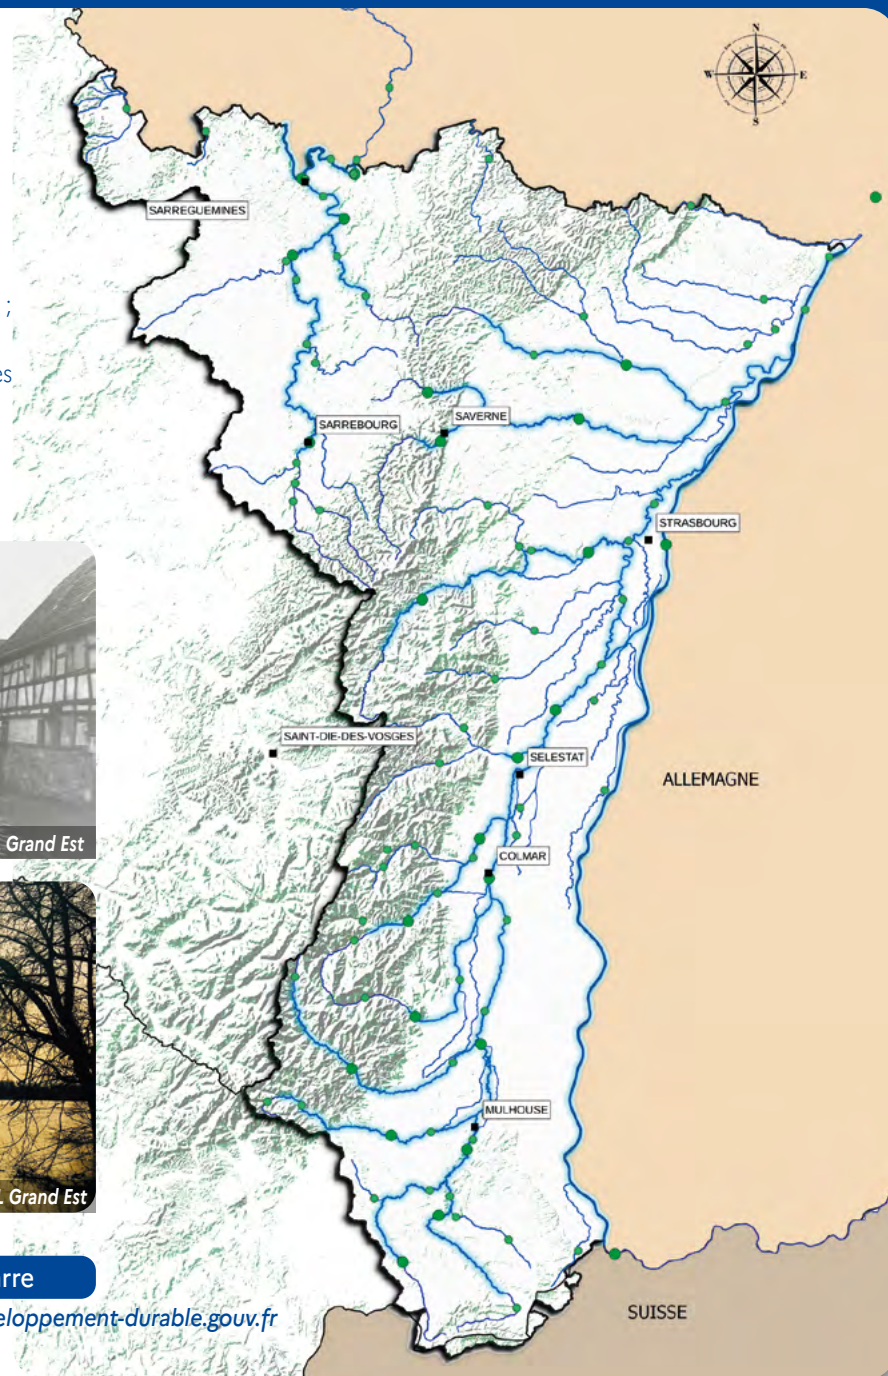 N
W
E
S
SARREGUEMINES
;
es
SARREBOURG
SAVERNE
STRASBOURG
SAINT-DIE-DES-VOSGES
SELESTAT
ALLEMAGNE
Grand Est
COLMAR
MULHOUSE
Grand Est
rre
eloppement-durable.gouv.fr
SUISSE